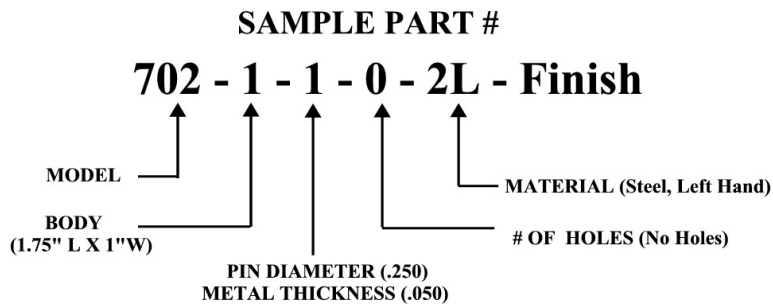 SAMPLE PART #
702 - 1 - 1 - 0 - 2L - Finish
MODEL
MATERIAL (Steel, Left Hand)
BODY
(1.75" L X 1"W)
# OF HOLES (No Holes)
PIN DIAMETER (.250)
METAL THICKNESS (.050)